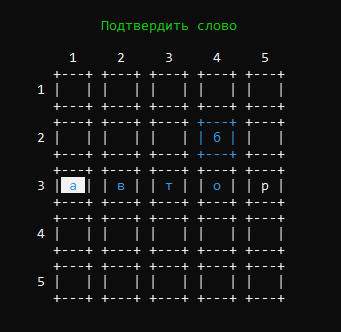 Подтвердить слово
1 2 3 4 5
1
2 б
3 а в т о р
4
5